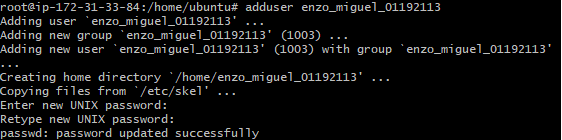 root@ip-172-31-33-84:/home/ubuntu# adduser enzo_miguel_01192113
Adding user `enzo_miguel_01192113' ...
Adding new group `enzo_miguel_01192113' (1003) ...
Adding new user `enzo_miguel_01192113' (1003) with group `enzo_miguel_01192113'
...
Creating home directory `/home/enzo_miguel_01192113' ...
Copying files from `/etc/skel' ...
Enter new UNIX password:
Retype new UNIX password:
passwd: password updated successfully